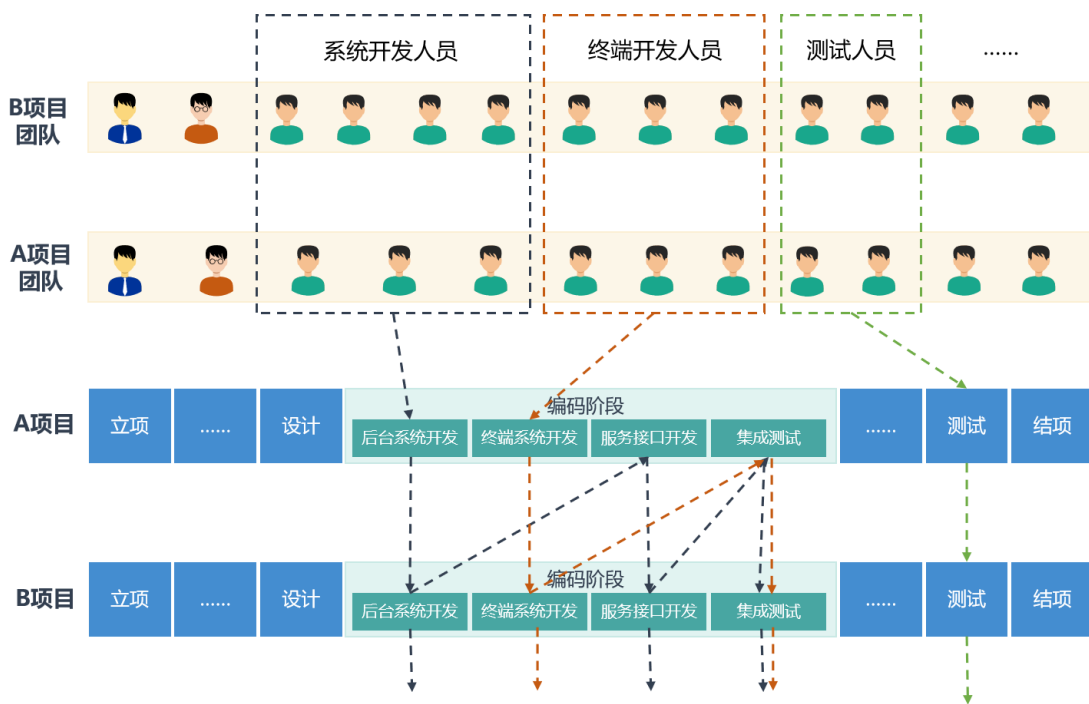 系统开发人员
终端开发人员
测试人员
......
B项目
团队
A项目
团队
A项目
立项
......
设计
编码阶段
后台系统开发
终端系统开发
服务接口开发
集成测试
......
测试
结项
B项目
立项
......
设计
编码阶段
后台系统开发
终端系统开发
服务接口开发
集成测试
......
测试
结项